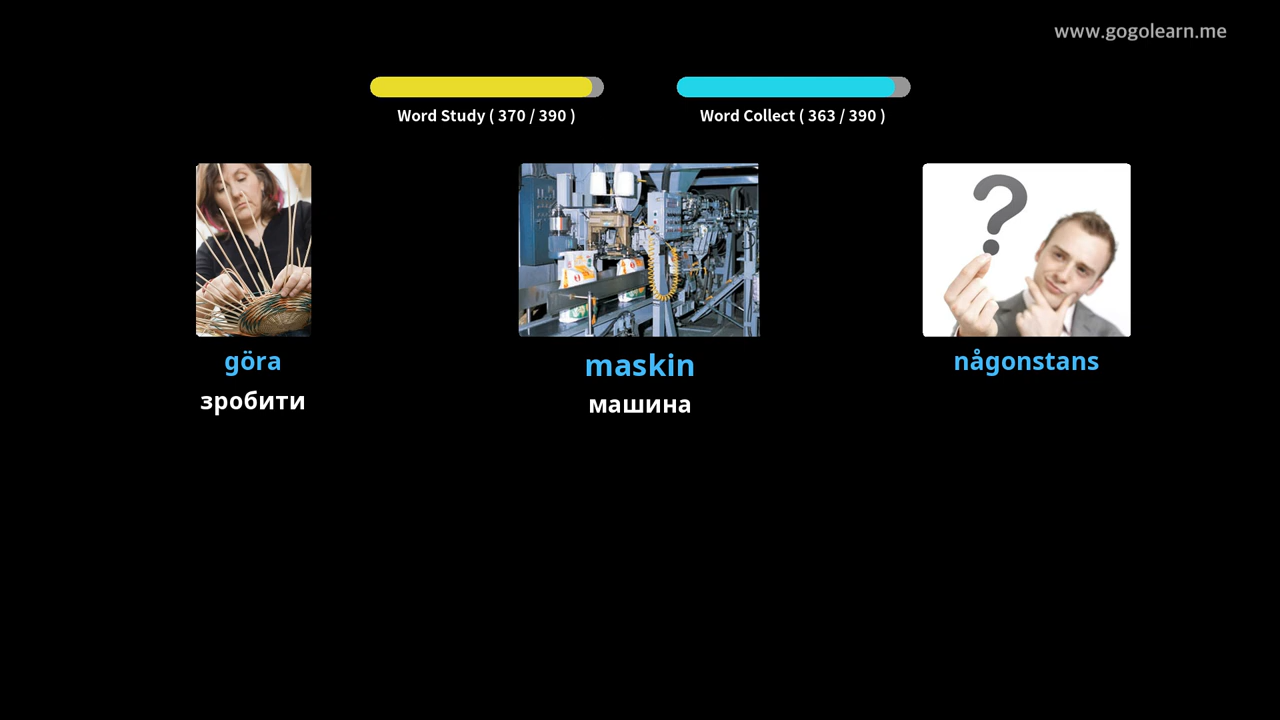 www.gogolearn.me
Word Study ( 370 / 390 )
Word Collect ( 363 / 390 )
göra
maskin
någonstans
зробити
машина